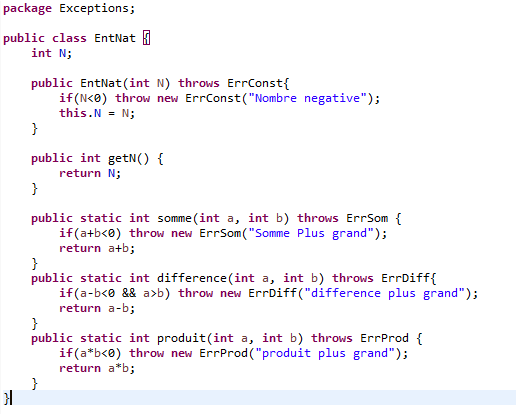 package Exceptions;
public class EntNat {
int N;
public EntNat(int N) throws ErrConst{
if(N<0) throw new ErrConst("Nombre negative");
this.N = N;
}
public int getN() {
return N;
}
public static int somme(int a, int b) throws ErrSom {
if(a+b<0) throw new ErrSom("Somme Plus grand");
return a+b;
}
public static int difference(int a, int b) throws ErrDiff{
if(a-b<0 && a>b) throw new ErrDiff("difference plus grand");
return a-b;
}
public static int produit(int a, int b) throws ErrProd {
if(a*b<0) throw new ErrProd("produit plus grand");
return a*b;
}
}